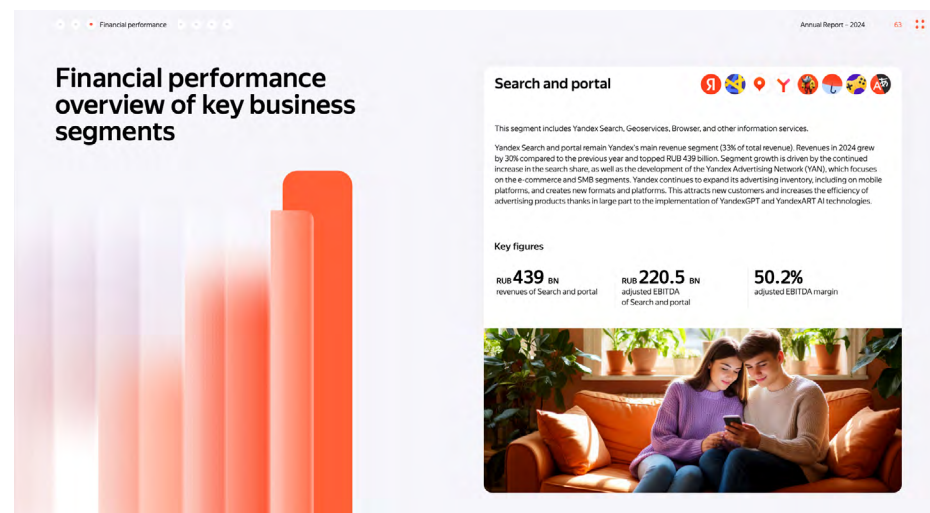 Financial performance
Annual Report – 2024
63
Financial performance
overview of key business
segments
Search and portal
This segment includes Yandex Search, Geoservices, Browser, and other information services.
Yandex Search and portal remain Yandex's main revenue segment (33% of total revenue). Revenues in 2024 grew
by 30% compared to the previous year and topped RUB 439 billion. Segment growth is driven by the continued
increase in the search share, as well as the development of the Yandex Advertising Network (YAN), which focuses
on the e-commerce and SMB segments. Yandex continues to expand its advertising inventory, including on mobile
platforms, and creates new formats and platforms. This attracts new customers and increases the efficiency of
advertising products thanks in large part to the implementation of YandexGPT and YandexART AI technologies.
Key figures
RUB 439 BN
revenues of Search and portal
RUB 220.5 BN
adjusted EBITDA
of Search and portal
50.2%
adjusted EBITDA margin